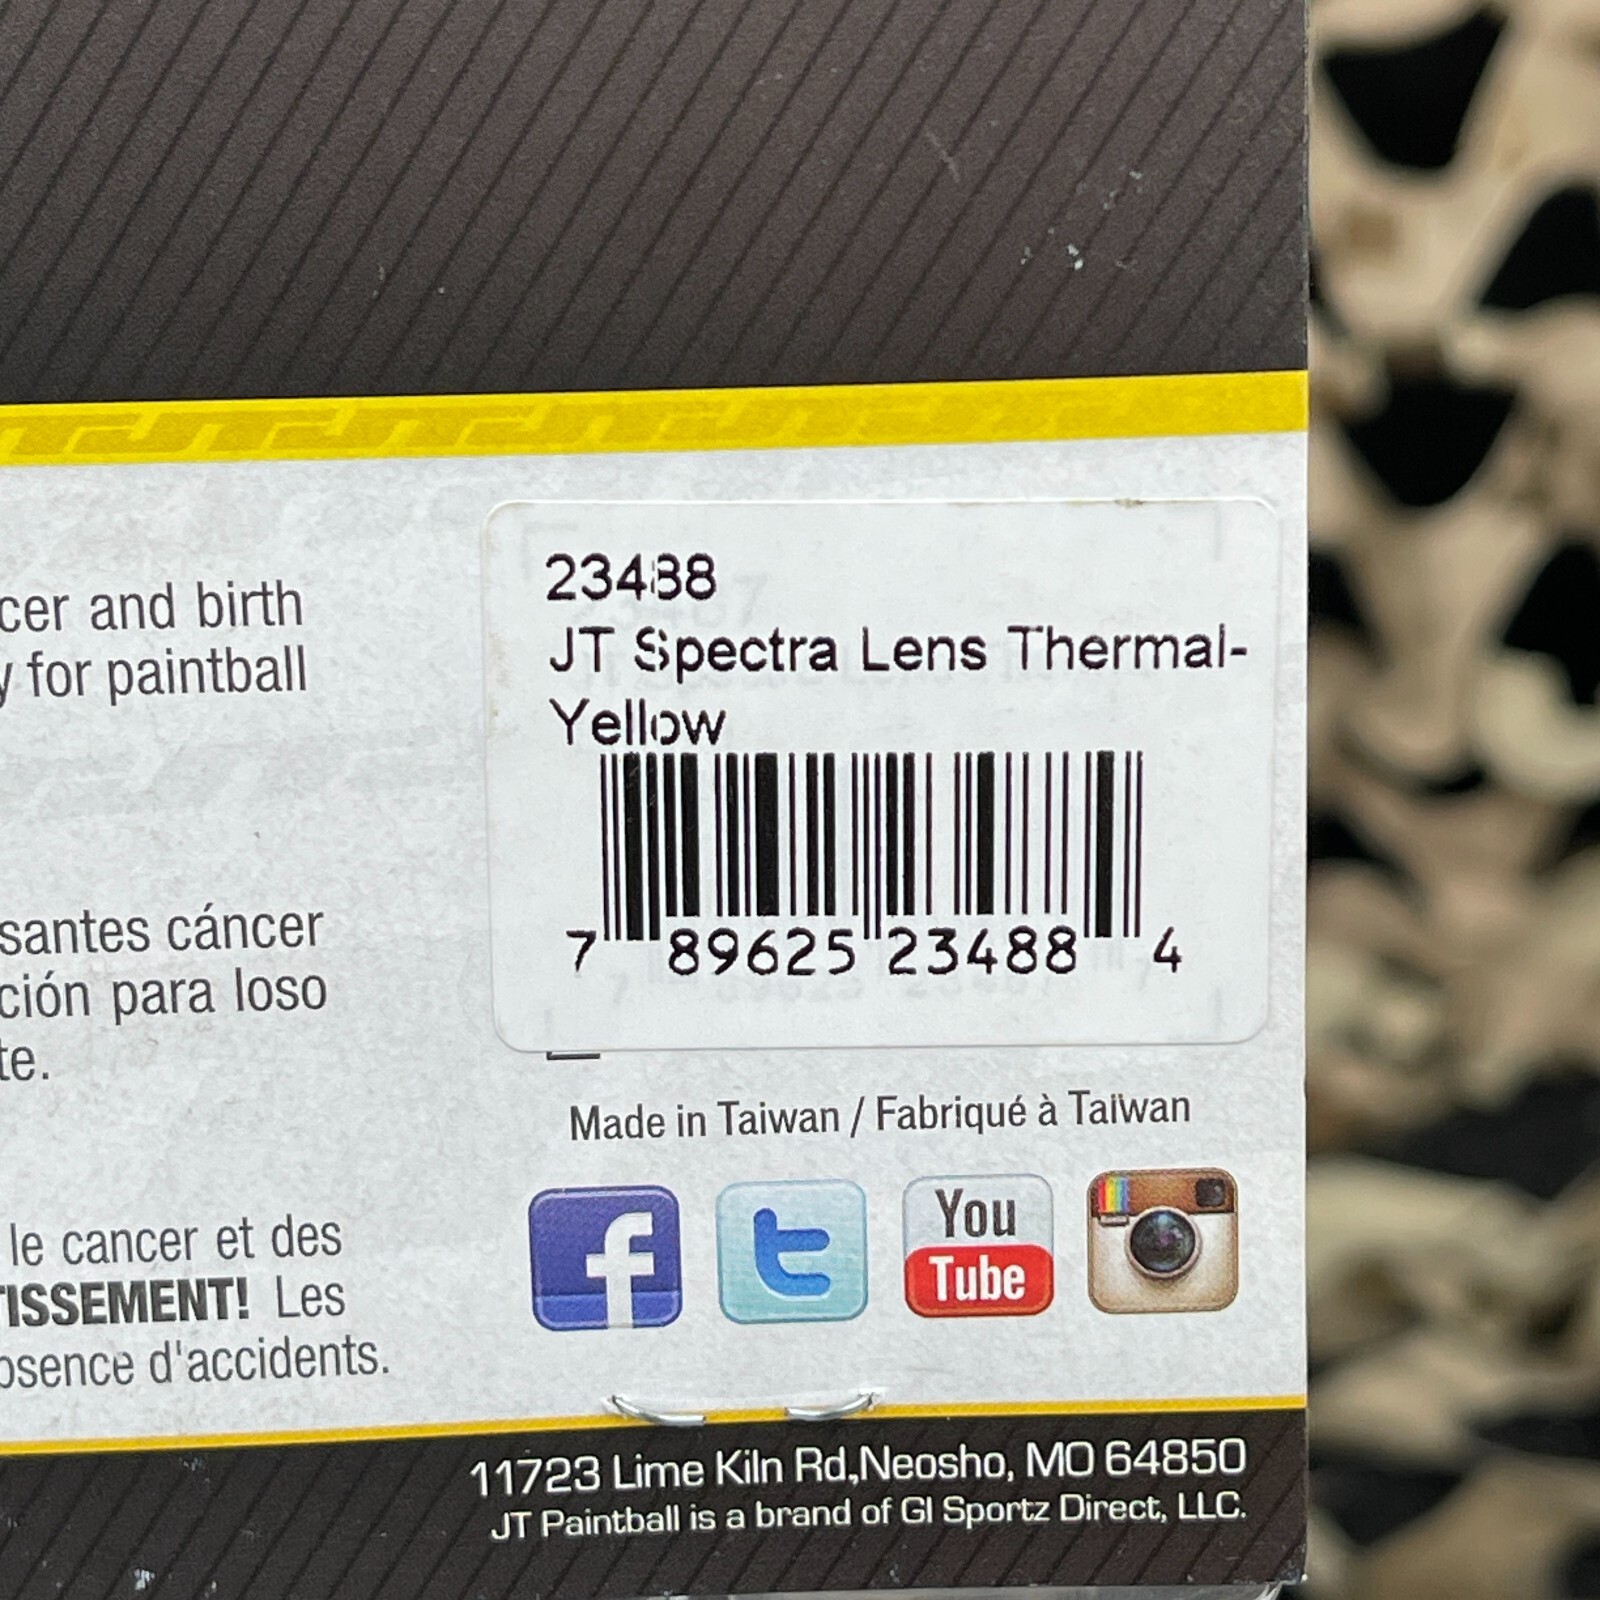 cer and birth
y for paintball
santes cáncer
ción para loso
te.
le cancer et des
TISSEMENT! Les
bsence d'accidents.
23488
JT Spectra Lens Thermal-
Yellow
7 89625 23488 4
Made in Taiwan / Fabriqué à Taïwan
f
t
You
Tube
11723 Lime Kiln Rd,Neosho, MO 64850
JT Paintball is a brand of GI Sportz Direct, LLC.